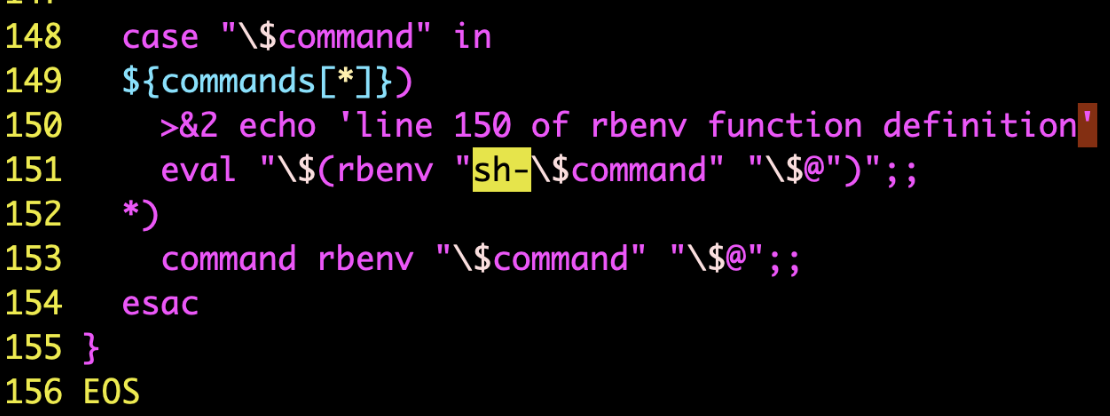 148   case "\$command" in
149   ${commands[*]})
150     >&2 echo 'line 150 of rbenv function definition'
151     eval "\$(rbenv "sh-\$command" "\$@")";;
152   *)
153     command rbenv "\$command" "\$@";;
154   esac
155 }
156 EOS